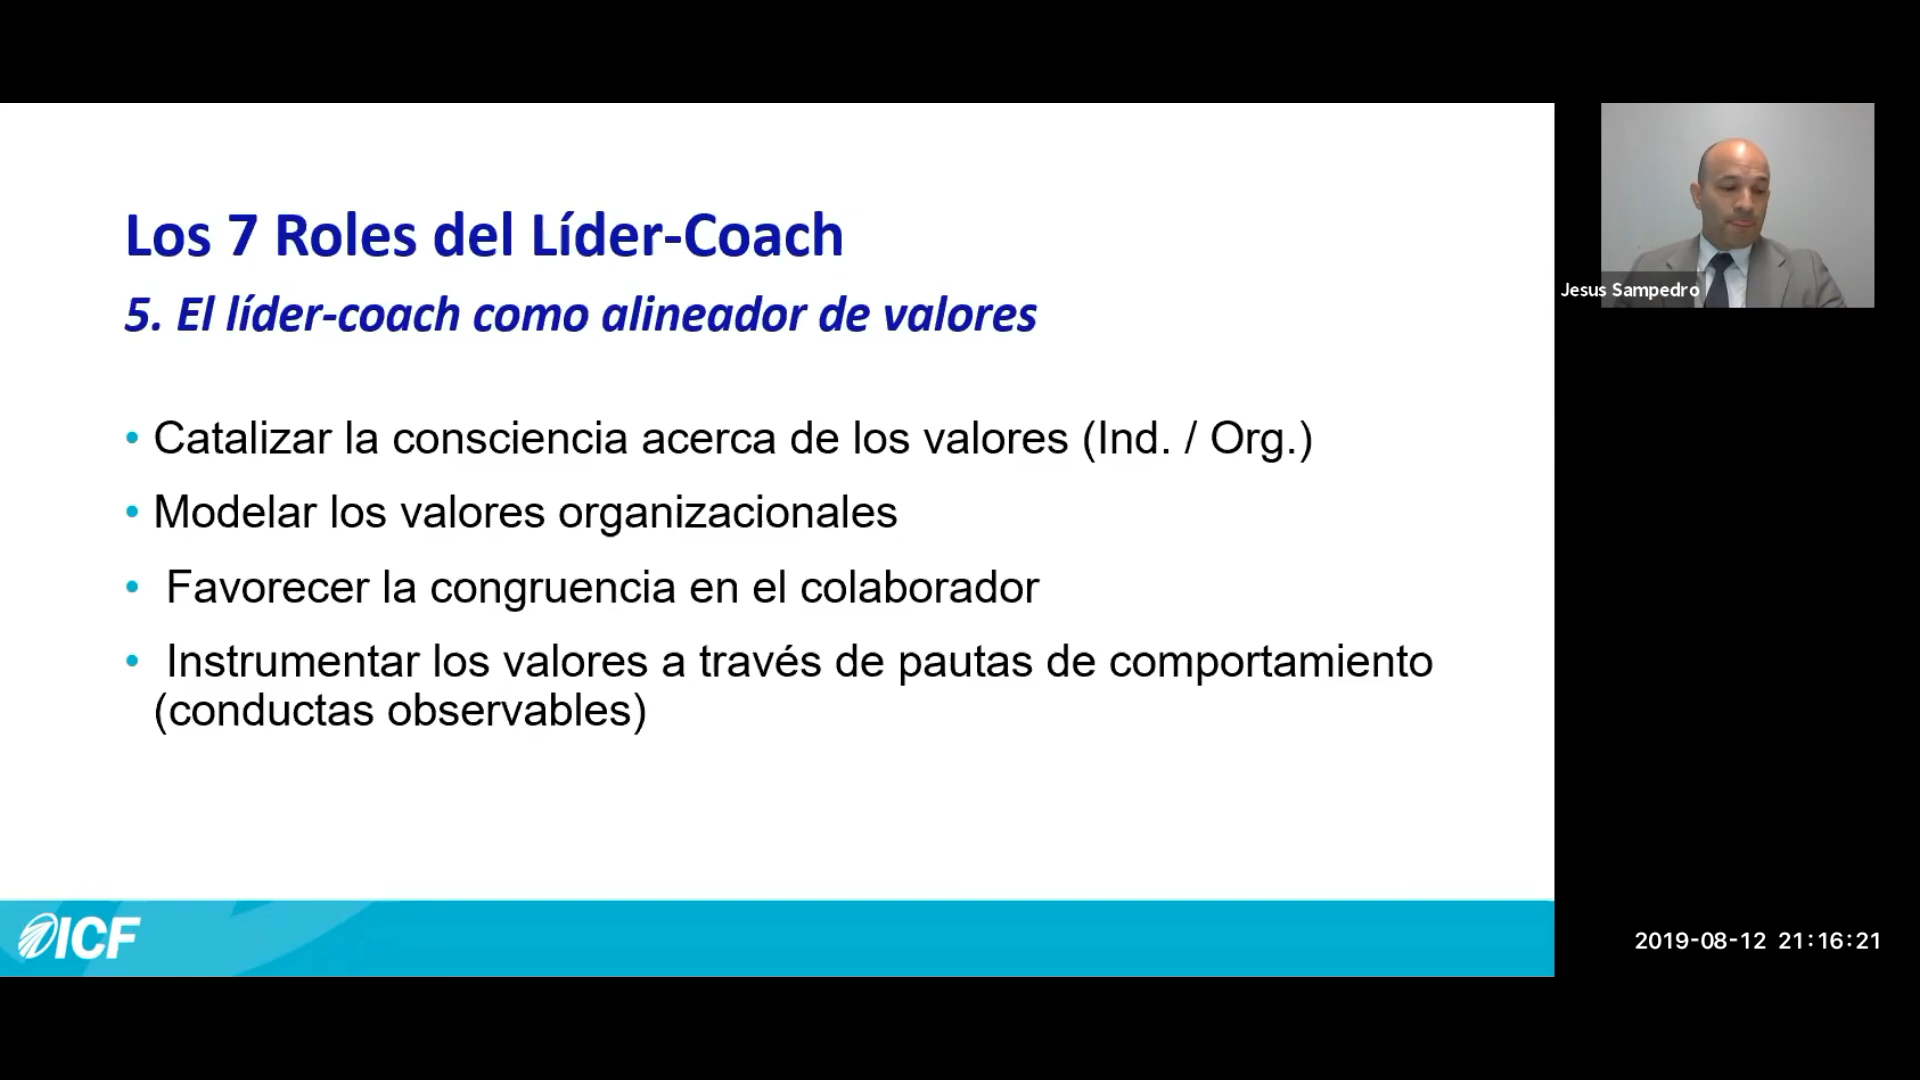 Los 7 Roles del Líder-Coach
5. El líder-coach como alineador de valores
• Catalizar la consciencia acerca de los valores (Ind. / Org.)
• Modelar los valores organizacionales
• Favorecer la congruencia en el colaborador
• Instrumentar los valores a través de pautas de comportamiento
(conductas observables)
ICF
Jesus Sampedro
2019-08-12 21:16:21